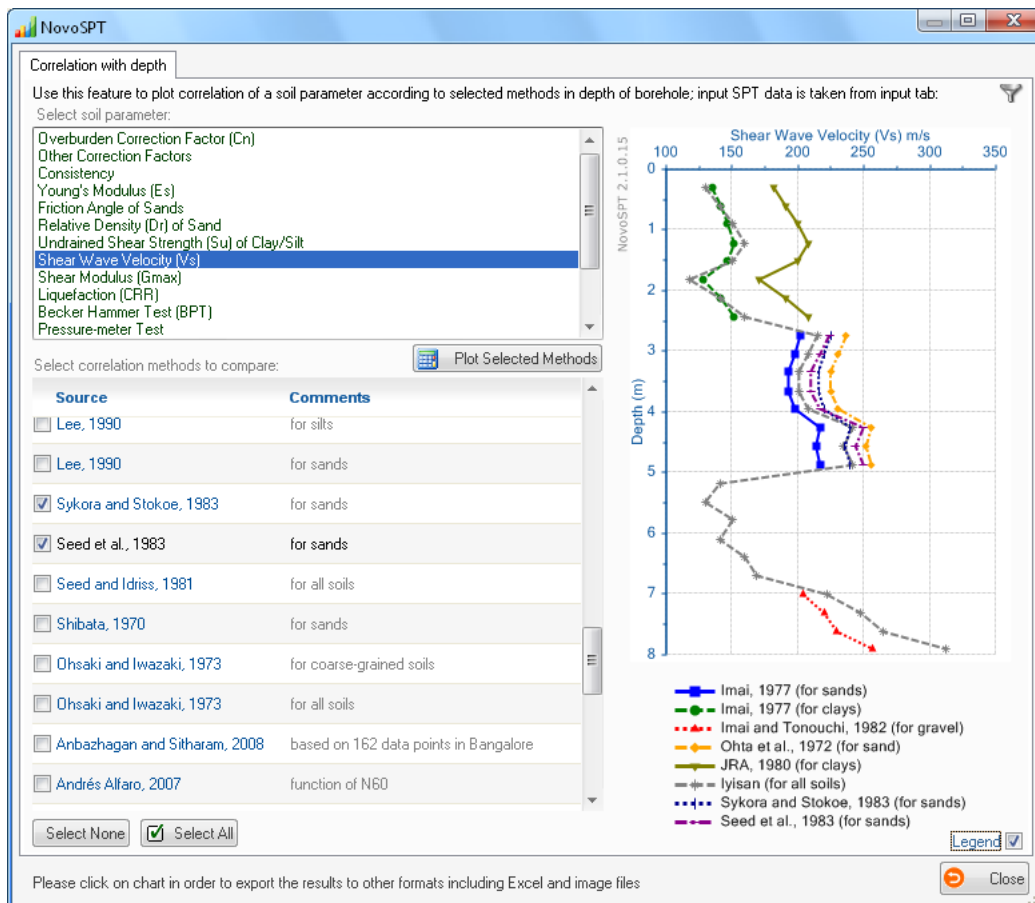 NovoSPT
Correlation with depth
Use this feature to plot correlation of a soil parameter according to selected methods in depth of borehole; input SPT data is taken from input tab:
Select soil parameter:
Overburden Correction Factor (Cn)
Other Correction Factors
Consistency
Young's Modulus (Es)
Friction Angle of Sands
Relative Density (Dr) of Sand
Undrained Shear Strength (Su) of Clay/Silt
Shear Wave Velocity (Vs)
Shear Modulus (Gmax)
Liquefaction (CRR)
Becker Hammer Test (BPT)
Pressure-meter Test
Select correlation methods to compare:
Plot Selected Methods
Source Comments
Lee, 1990 for silts
Lee, 1990 for sands
Sykora and Stokoe, 1983 for sands
Seed et al., 1983 for sands
Seed and Idriss, 1981 for all soils
Shibata, 1970 for sands
Ohsaki and Iwazaki, 1973 for coarse-grained soils
Ohsaki and Iwazaki, 1973 for all soils
Anbazhagan and Sitharam, 2008 based on 162 data points in Bangalore
Andrés Alfaro, 2007 function of N60
Select None
Select All
Shear Wave Velocity (Vs) m/s
100 150 200 250 300 350
NovoSPT 2.1.0.15
Depth (m)
0
1
2
3
4
5
6
7
8
Imai, 1977 (for sands)
Imai, 1977 (for clays)
Imai and Tonouchi, 1982 (for gravel)
Ohta et al., 1972 (for sand)
JRA, 1980 (for clays)
Iyisan (for all soils)
Sykora and Stokoe, 1983 (for sands)
Seed et al., 1983 (for sands)
Legend
Please click on chart in order to export the results to other formats including Excel and image files
Close